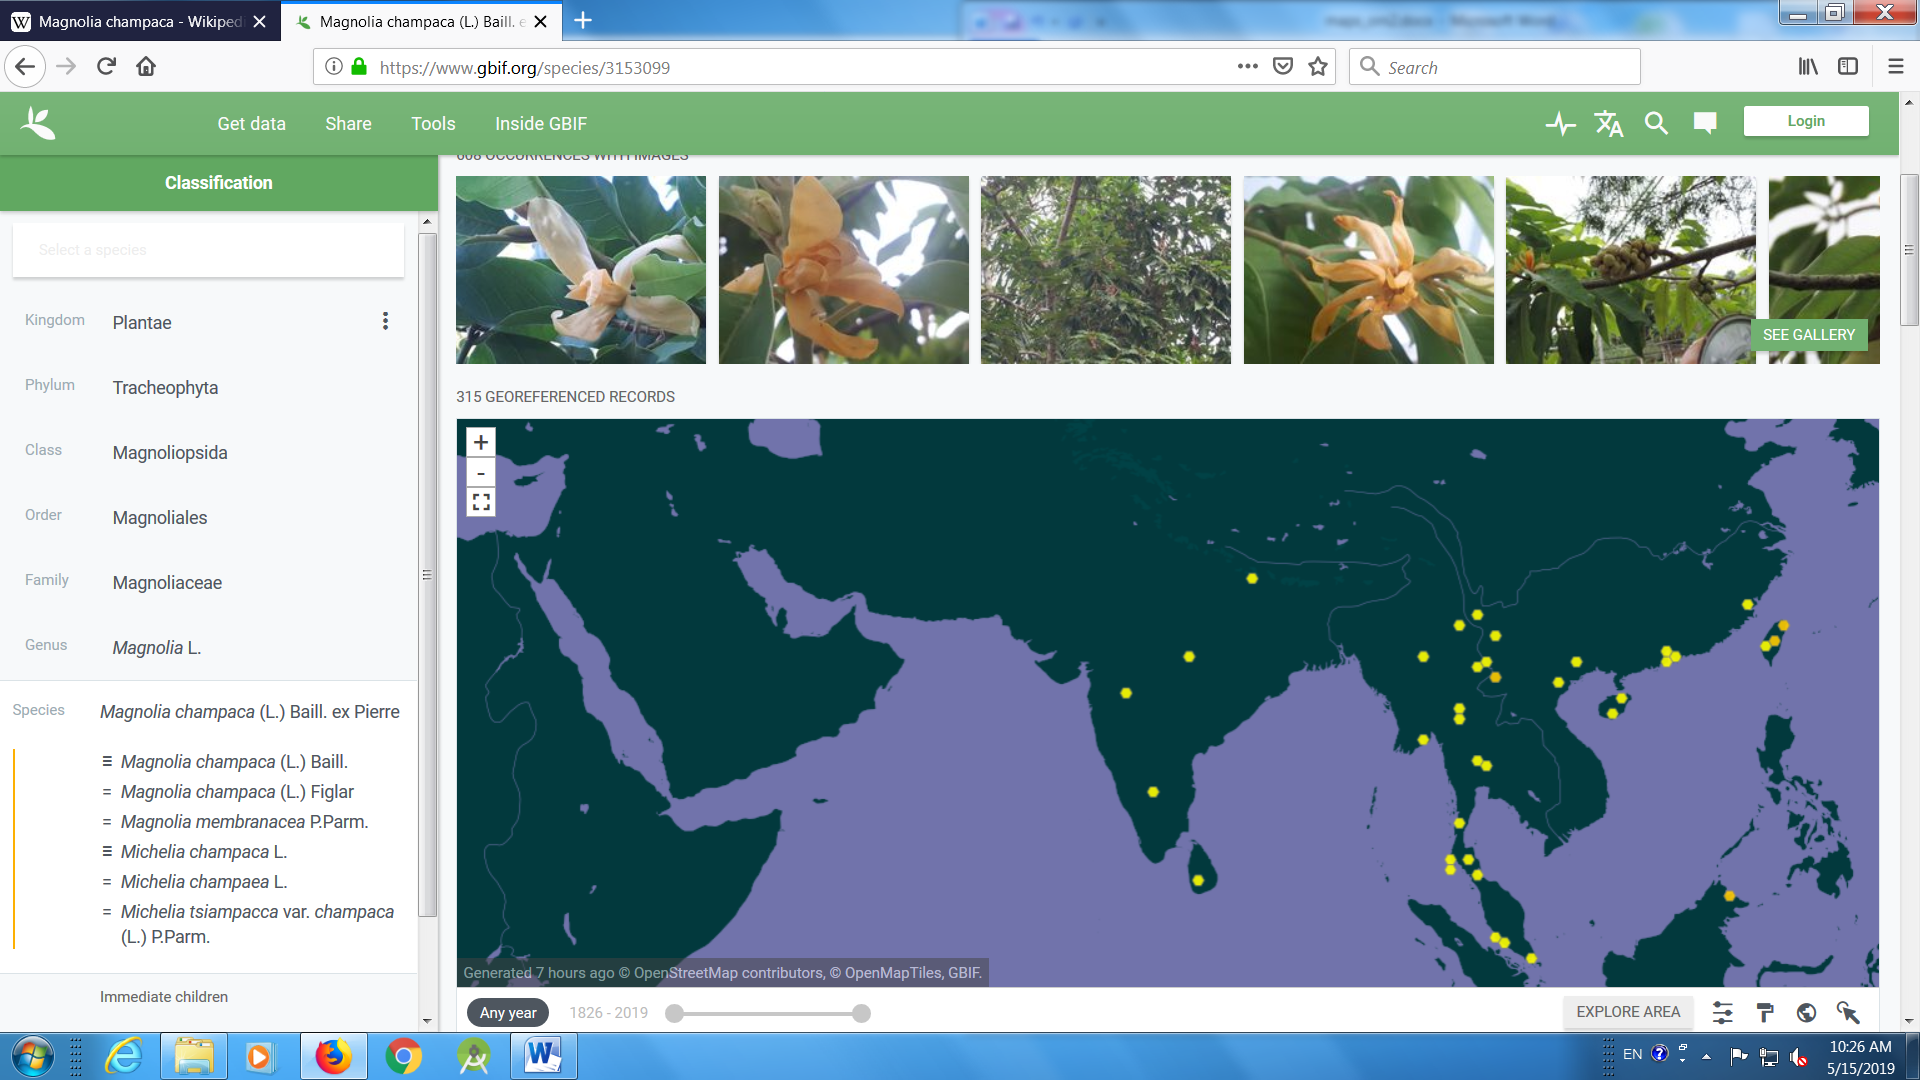 Magnolia champaca - Wikiped
Magnolia champaca (L.) Baill. e
https://www.gbif.org/species/3153099
Search
Get data
Share
Tools
Inside GBIF
Login
608 OCCURRENCES WITH IMAGES
Classification
Select a species
Kingdom Plantae
Phylum Tracheophyta
Class Magnoliopsida
Order Magnoliales
Family Magnoliaceae
Genus Magnolia L.
Species Magnolia champaca (L.) Baill. ex Pierre
≡ Magnolia champaca (L.) Baill.
= Magnolia champaca (L.) Figlar
= Magnolia membranacea P.Parm.
≡ Michelia champaca L.
= Michelia champaea L.
= Michelia tsiampacca var. champaca
(L.) P.Parm.
Immediate children
SEE GALLERY
315 GEOREFERENCED RECORDS
+
-
Generated 7 hours ago © OpenStreetMap contributors, © OpenMapTiles, GBIF.
Any year
1826 - 2019
EXPLORE AREA
EN
10:26 AM
5/15/2019